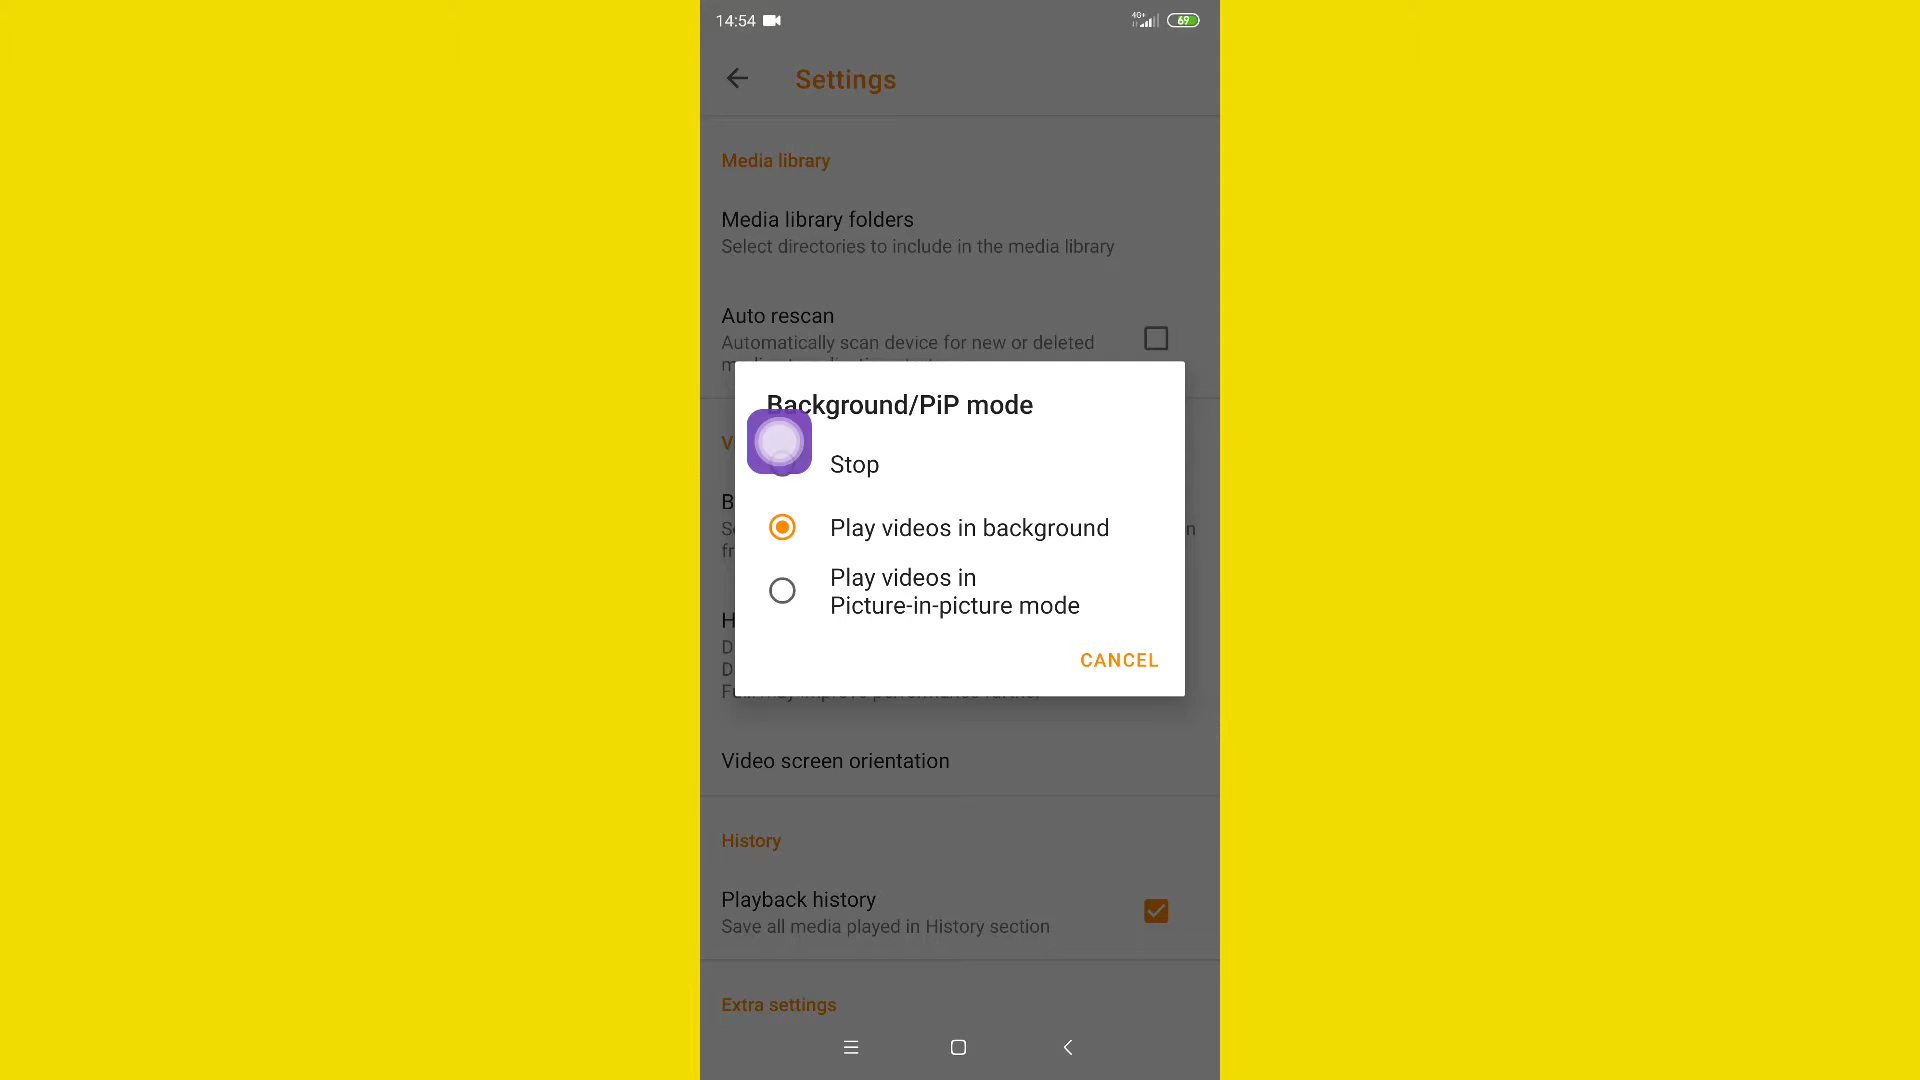 14:54
4G+
69
Settings
Media library
Media library folders
Select directories to include in the media library
Auto rescan
Automatically scan device for new or deleted
Background/PiP mode
Stop
Play videos in background
Play videos in
Picture-in-picture mode
CANCEL
Video screen orientation
History
Playback history
Save all media played in History section
Extra settings